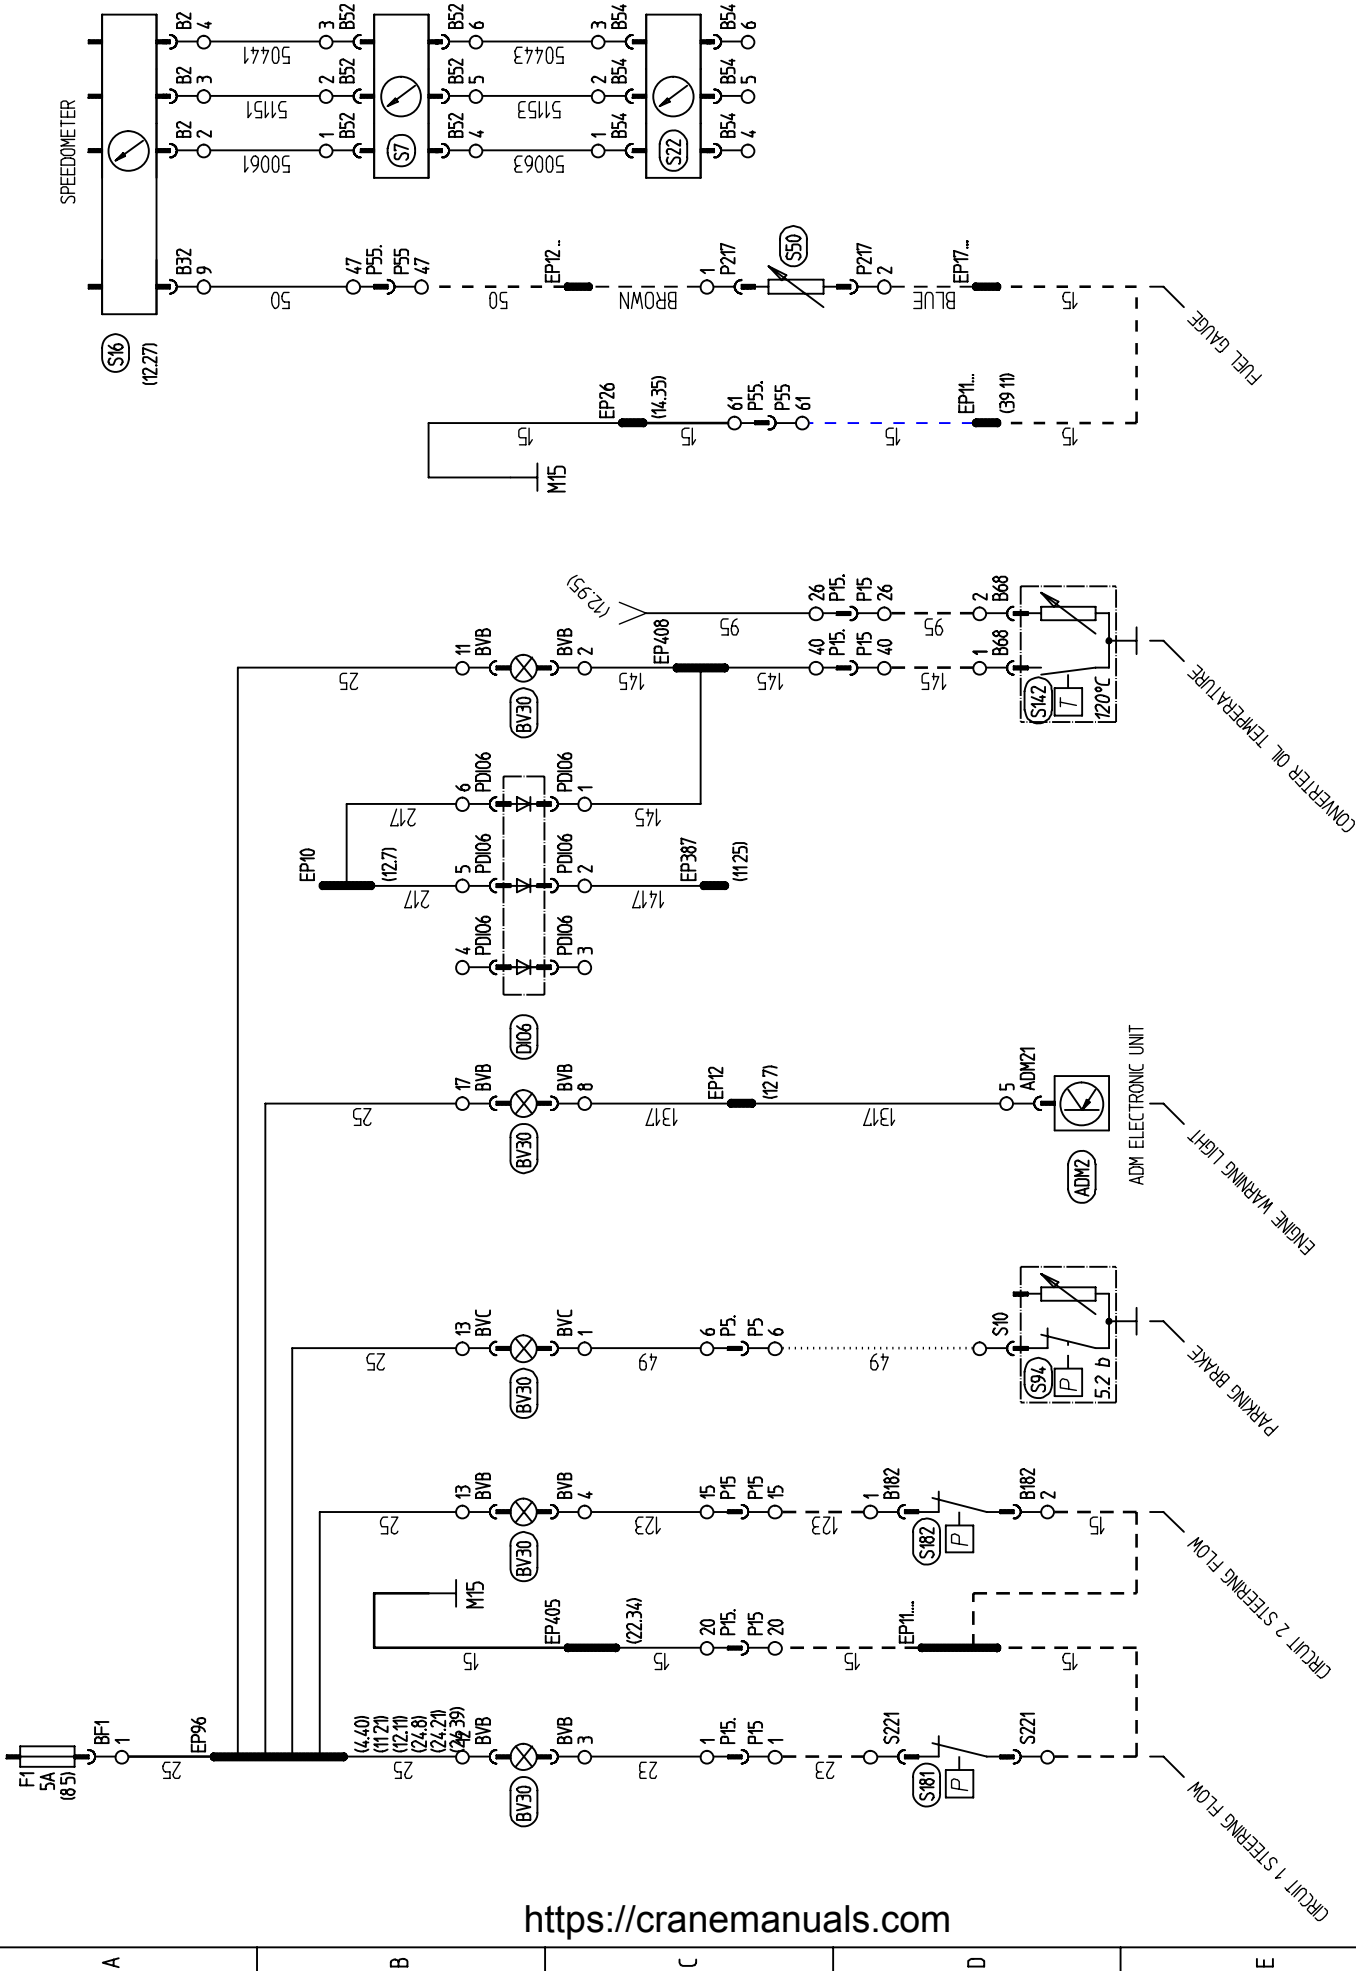 SPEEDOMETER
S16
(12.27)
B2
4
50441
3
B52
B2
3
51151
2
B52
B2
2
50061
1
B52
S7
B52
6
50443
3
B54
B52
5
51153
2
B54
B52
4
50063
1
B54
S22
B54
6
B54
5
B54
4
B32
9
50
47
P55.
P55
47
50
EP12..
BROWN
1
P217
S50
P217
2
BLUE
EP17...
15
FUEL GAUGE
M15
15
EP26
(14.35)
15
61
P55.
P55
61
15
EP11...
(39 11)
15
(12.95)
95
26
P15.
P15
26
95
2
B68
25
11
BVB
BV30
BVB
2
145
EP408
145
40
P15.
P15
40
145
1
B68
S142
T
120°C
CONVERTER OIL TEMPERATURE
EP10
(12.7)
217
6
PDIO6
PDIO6
1
145
217
5
PDIO6
PDIO6
2
1417
EP387
(11 25)
4
PDIO6
PDIO6
3
DIO6
25
17
BVB
BV30
BVB
8
1317
EP12
(12 7)
1317
5
ADM21
ADM2
ADM ELECTRONIC UNIT
ENGINE WARNING LIGHT
25
13
BVC
BV30
BVC
1
49
6
P5.
P5
6
49
S10
S94
P
5.2 b
PARKING BRAKE
25
13
BVB
BV30
BVB
4
123
15
P15
P15
15
123
1
B182
S182
P
B182
2
15
CIRCUIT 2 STEERING FLOW
M15
15
EP405
(22.34)
15
20
P15.
P15
20
15
EP11....
15
F1
5A
(8 5)
BF1
1
25
EP96
(4.40)
(11 21)
(12.11)
(24.8)
(24.21)
25
BVB
BV30
BVB
3
23
1
P15.
P15
1
23
S221
S181
P
S221
CIRCUIT 1 STEERING FLOW
https://cranemanuals.com
A
B
C
D
E